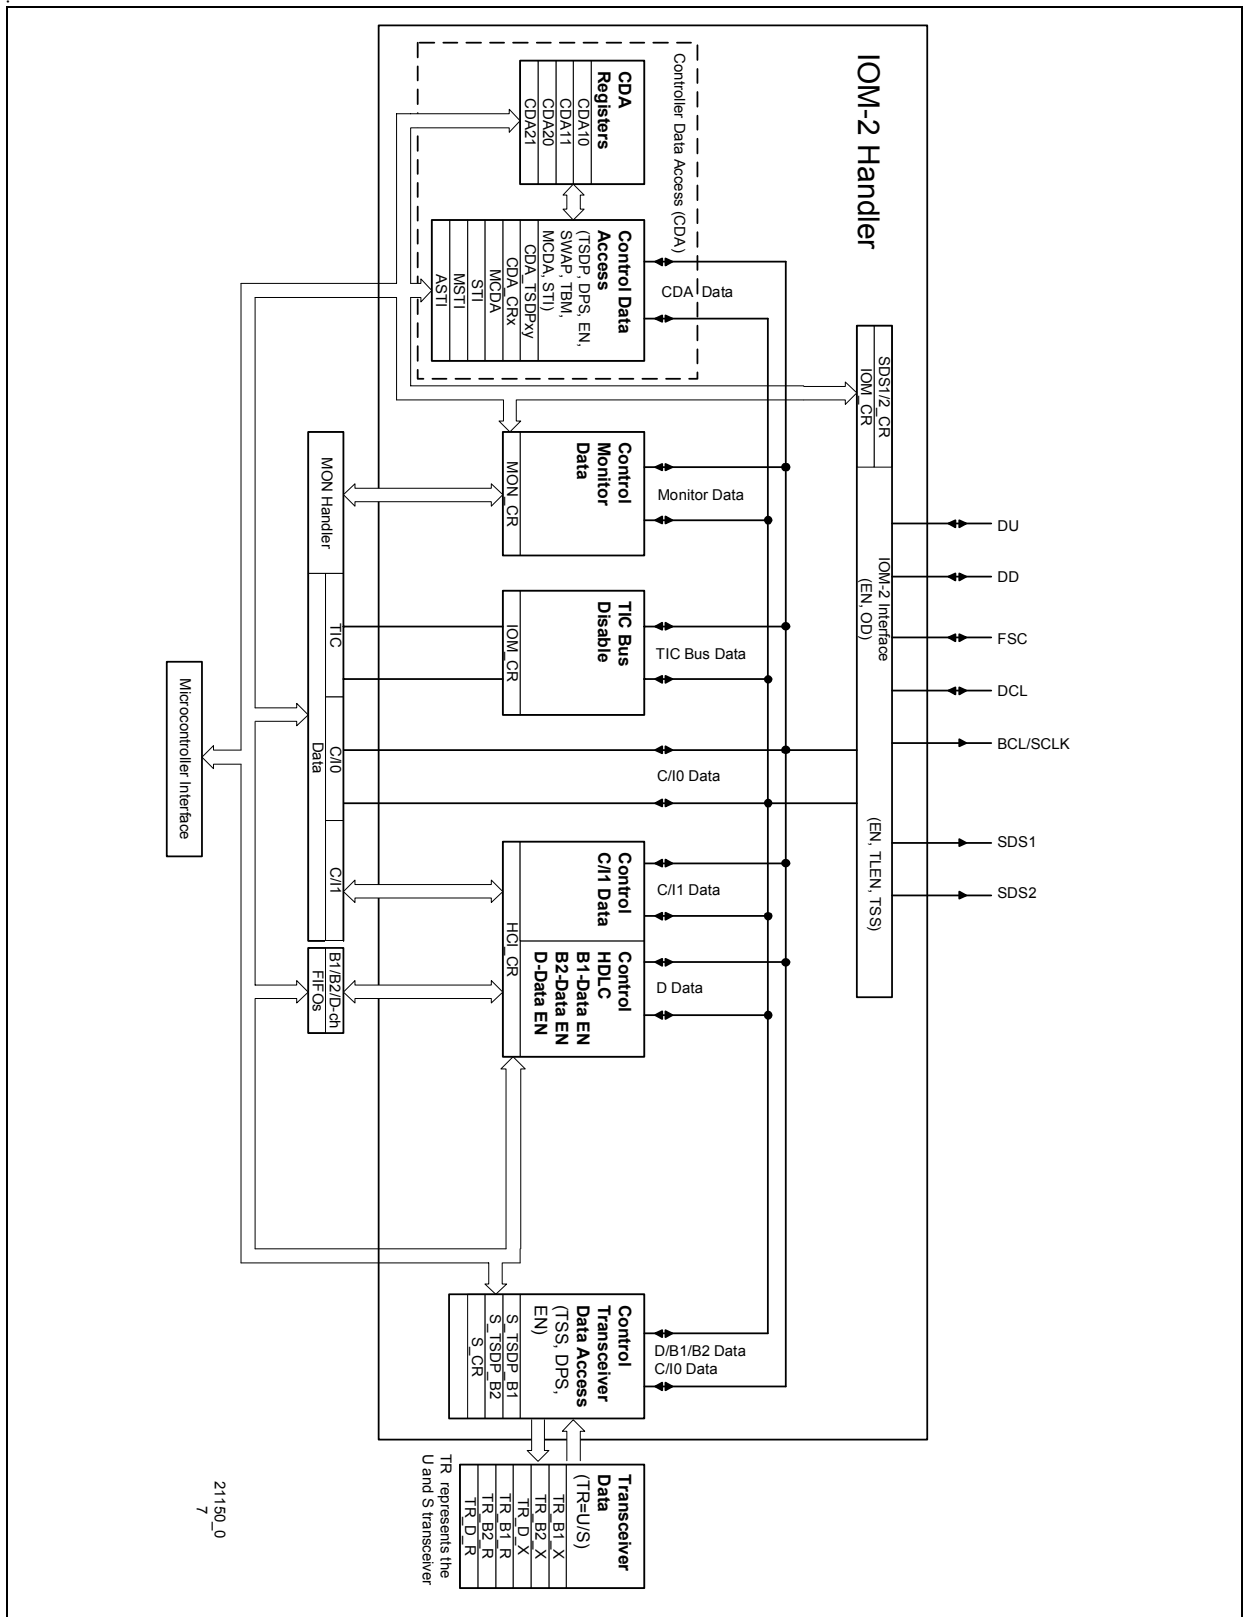 IOM-2 Handler
Controller Data Access (CDA)
CDA
Registers
CDA10
CDA11
CDA20
CDA21
Control Data
Access
(TSDP, DPS, EN,
SWAP, TBM,
MCDA, STI)
CDA_TSDPxy
CDA_CRx
MCDA
STI
MSTI
ASTI
CDA Data
SDS1/2_CR
IOM_CR
IOM-2 Interface
(EN, OD)
(EN, TLEN, TSS)
DU
DD
FSC
DCL
BCL/SCLK
SDS1
SDS2
Control
Monitor
Data
MON_CR
Monitor Data
TIC Bus
Disable
IOM_CR
TIC Bus Data
C/I0 Data
Control
C/I1 Data
C/I1 Data
Control
HDLC
B1-Data EN
B2-Data EN
D-Data EN
HCI_CR
D Data
MON Handler
TIC
C/I0
C/I1
Data
B1/B2/D-ch
FIFOs
Microcontroller Interface
Control
Transceiver
Data Access
(TSS, DPS,
EN)
S_TSDP_B1
S_TSDP_B2
S_CR
D/B1/B2 Data
C/I0 Data
Transceiver
Data
(TR=U/S)
TR_B1_X
TR_B2_X
TR_D_X
TR_B1_R
TR_B2_R
TR_D_R
TR represents the
U and S transceiver
21150_0
7